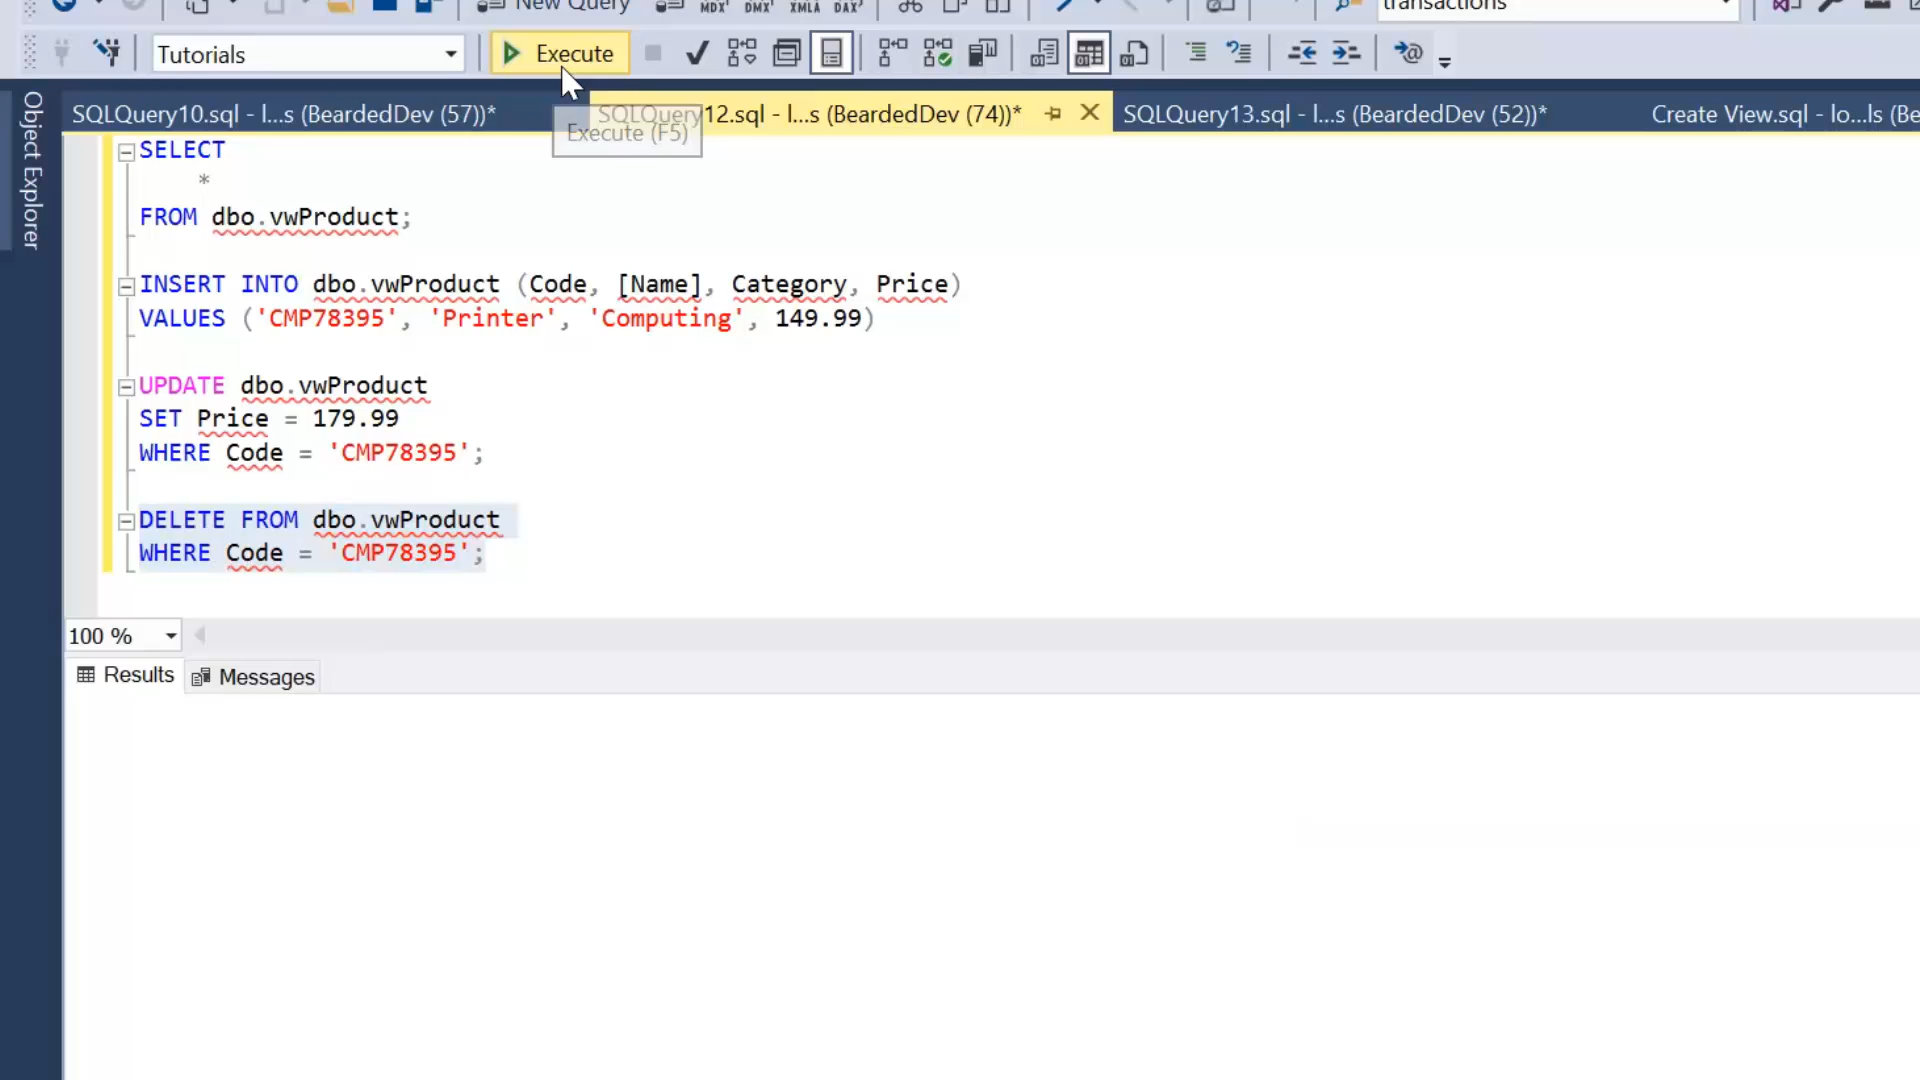 New Query MDX DMX XMLA DAX transactions
Tutorials Execute
Object Explorer
SQLQuery10.sql - l...s (BeardedDev (57))* SQLQuery12.sql - l...s (BeardedDev (74))* SQLQuery13.sql - l...s (BeardedDev (52))* Create View.sql - lo...ls (Be
Execute (F5)
SELECT
*
FROM dbo.vwProduct;
INSERT INTO dbo.vwProduct (Code, [Name], Category, Price)
VALUES ('CMP78395', 'Printer', 'Computing', 149.99)
UPDATE dbo.vwProduct
SET Price = 179.99
WHERE Code = 'CMP78395';
DELETE FROM dbo.vwProduct
WHERE Code = 'CMP78395';
100 %
Results Messages